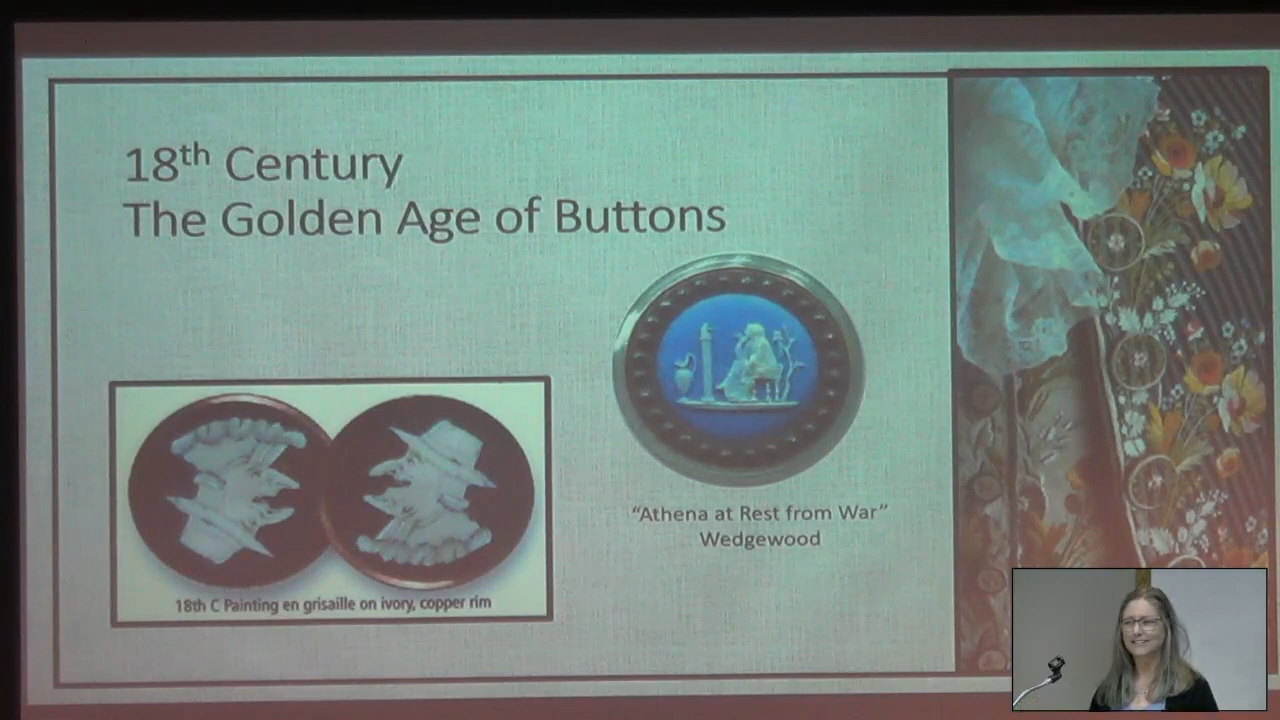 18th Century
The Golden Age of Buttons
"Athena at Rest from War"
Wedgewood
18th C Painting en grisaille on ivory, copper rim